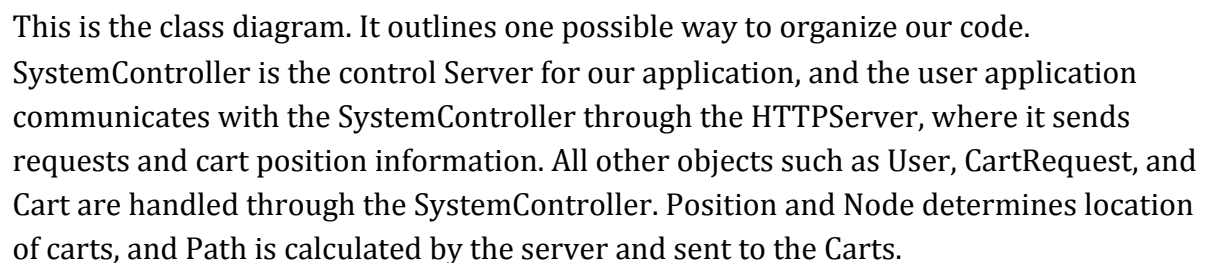 This is the class diagram. It outlines one possible way to organize our code.
SystemController is the control Server for our application, and the user application
communicates with the SystemController through the HTTPServer, where it sends
requests and cart position information. All other objects such as User, CartRequest, and
Cart are handled through the SystemController. Position and Node determines location
of carts, and Path is calculated by the server and sent to the Carts.